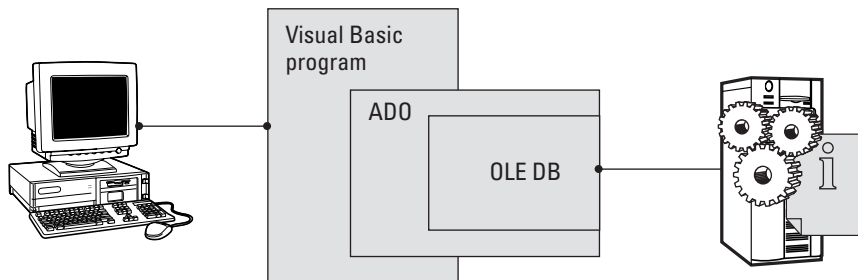 Visual Basic
program
ADO
OLE DB
i